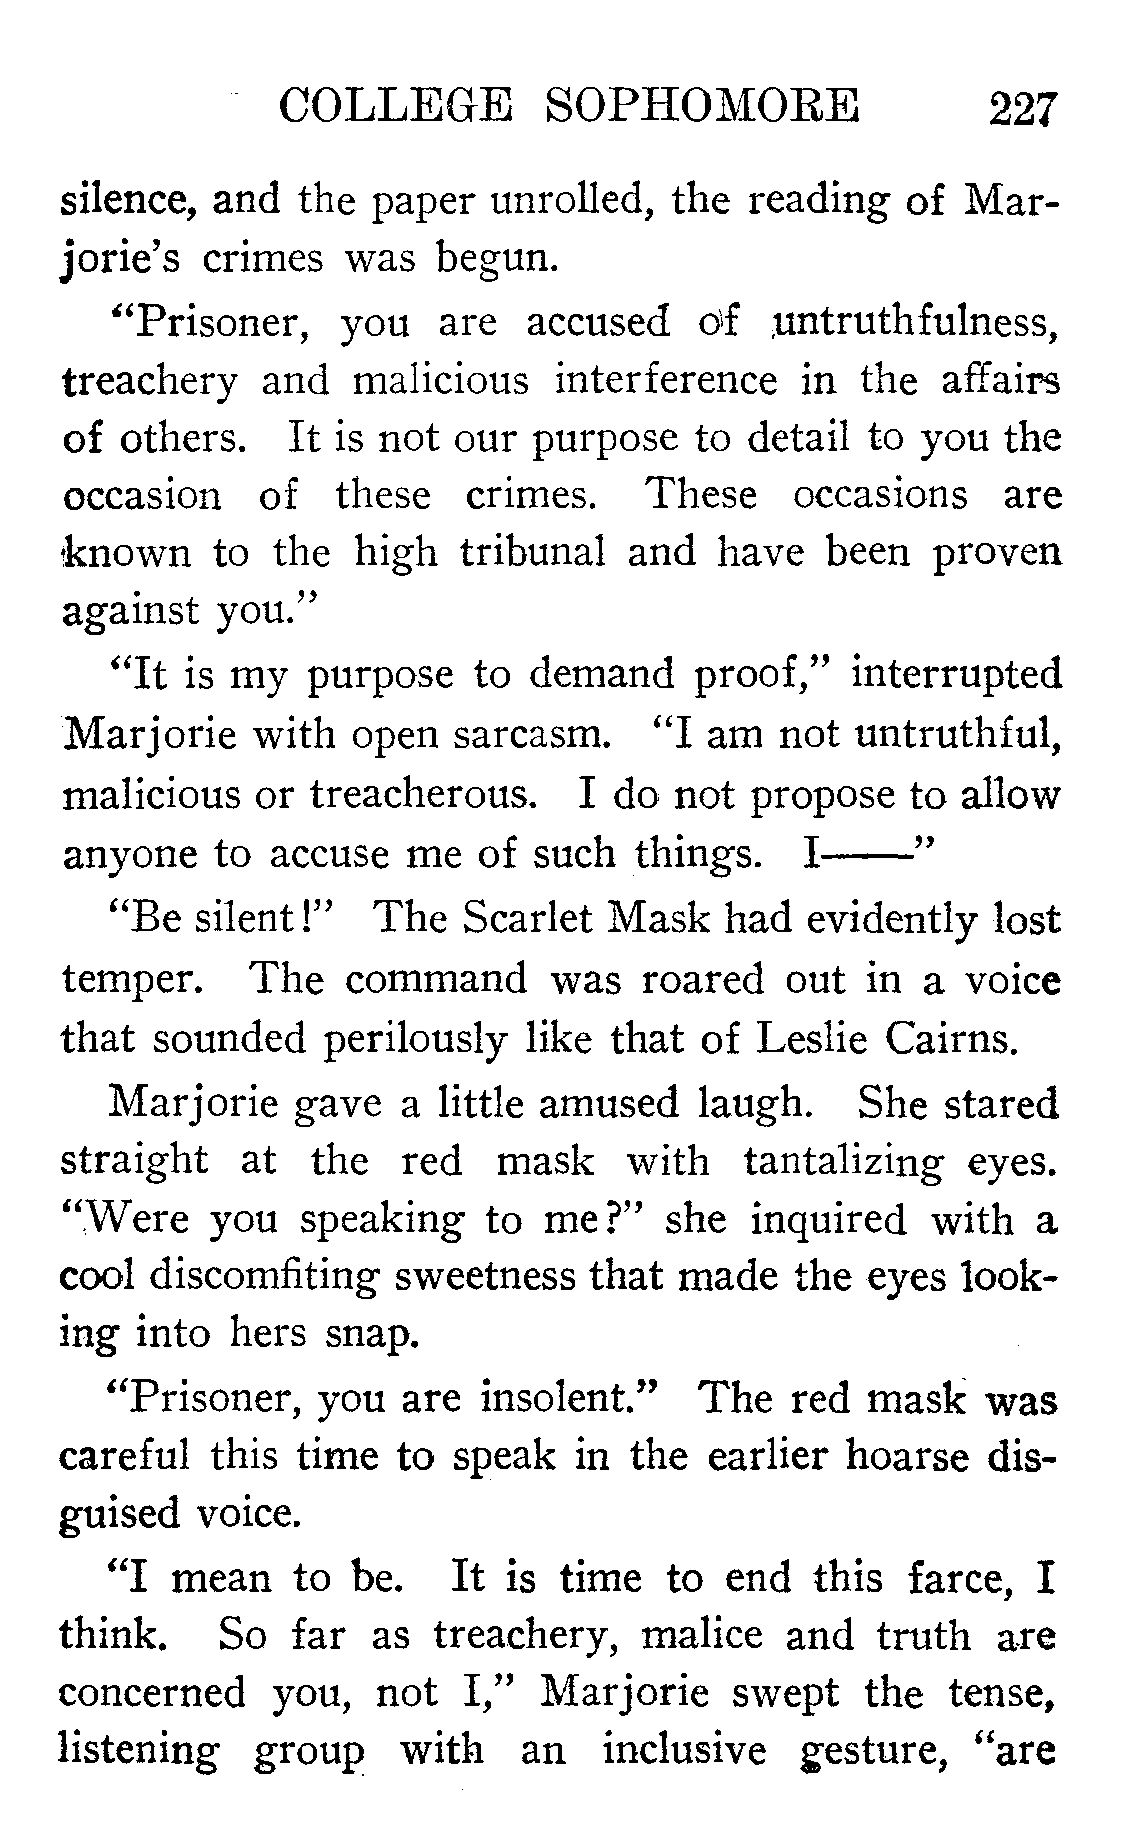 COLLEGE SOPHOMORE 227
silence, and the paper unrolled, the reading of Mar-
jorie's crimes was begun.
"Prisoner, you are accused of untruthfulness,
treachery and malicious interference in the affairs
of others. It is not our purpose to detail to you the
occasion of these crimes. These occasions are
known to the high tribunal and have been proven
against you."
"It is my purpose to demand proof," interrupted
Marjorie with open sarcasm. "I am not untruthful,
malicious or treacherous. I do not propose to allow
anyone to accuse me of such things. I——"
"Be silent!" The Scarlet Mask had evidently lost
temper. The command was roared out in a voice
that sounded perilously like that of Leslie Cairns.
Marjorie gave a little amused laugh. She stared
straight at the red mask with tantalizing eyes.
"Were you speaking to me?" she inquired with a
cool discomfiting sweetness that made the eyes look-
ing into hers snap.
"Prisoner, you are insolent." The red mask was
careful this time to speak in the earlier hoarse dis-
guised voice.
"I mean to be. It is time to end this farce, I
think. So far as treachery, malice and truth are
concerned you, not I," Marjorie swept the tense,
listening group with an inclusive gesture, "are